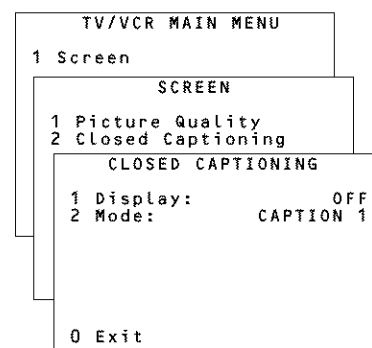 TV/VCR MAIN MENU
1 Screen
SCREEN
1 Picture Quality
2 Closed Captioning
CLOSED CAPTIONING
1 Display: OFF
2 Mode: CAPTION 1
0 Exit